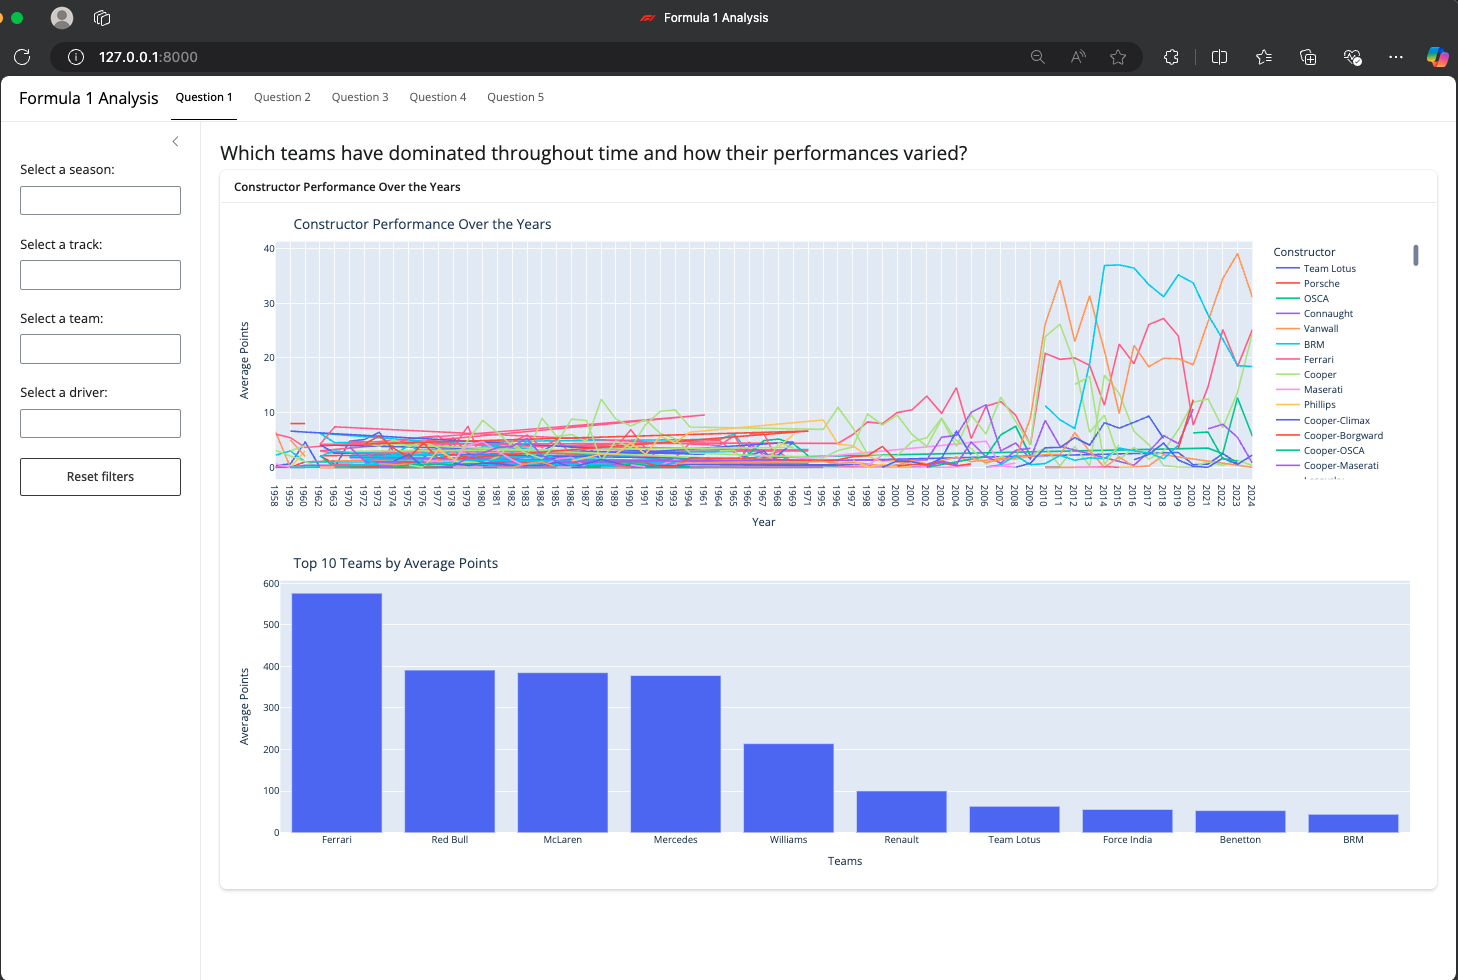 Formula 1 Analysis
127.0.0.1:8000
Formula 1 Analysis
Question 1
Question 2
Question 3
Question 4
Question 5
Select a season:
Select a track:
Select a team:
Select a driver:
Reset filters
Which teams have dominated throughout time and how their performances varied?
Constructor Performance Over the Years
Constructor Performance Over the Years
Average Points
40
30
20
10
0
1958 1959 1960 1962 1963 1970 1972 1973 1974 1975 1976 1977 1978 1979 1980 1981 1982 1983 1984 1985 1986 1987 1988 1989 1990 1991 1992 1993 1994 1961 1964 1965 1966 1967 1968 1969 1971 1995 1996 1997 1998 1999 2000 2001 2002 2003 2004 2005 2006 2007 2008 2009 2010 2011 2012 2013 2014 2015 2016 2017 2018 2019 2020 2021 2022 2023 2024
Year
Constructor
Team Lotus
Porsche
OSCA
Connaught
Vanwall
BRM
Ferrari
Cooper
Maserati
Phillips
Cooper-Climax
Cooper-Borgward
Cooper-OSCA
Cooper-Maserati
Top 10 Teams by Average Points
Average Points
600
500
400
300
200
100
0
Ferrari Red Bull McLaren Mercedes Williams Renault Team Lotus Force India Benetton BRM
Teams